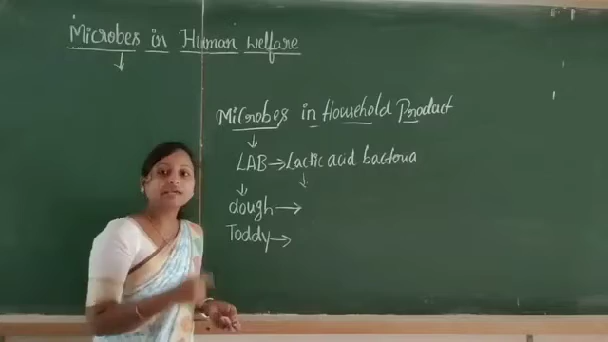 Microbes in Human welfare
↓
Microbes in Household Product
↓
LAB → Lactic acid bacteria
↓ ↓
dough →
Toddy →